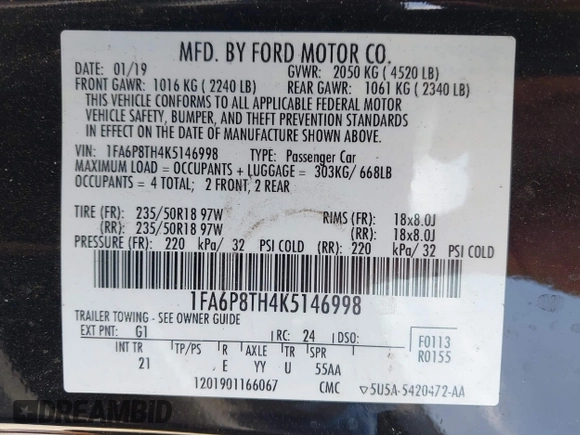 MFD. BY FORD MOTOR CO.
DATE: 01/19 GVWR: 2050 KG ( 4520 LB)
FRONT GAWR: 1016 KG ( 2240 LB) REAR GAWR: 1061 KG ( 2340 LB)
THIS VEHICLE CONFORMS TO ALL APPLICABLE FEDERAL MOTOR
VEHICLE SAFETY, BUMPER, AND THEFT PREVENTION STANDARDS
IN EFFECT ON THE DATE OF MANUFACTURE SHOWN ABOVE.
VIN: 1FA6P8TH4K5146998 TYPE: Passenger Car
MAXIMUM LOAD = OCCUPANTS + LUGGAGE = 303KG/ 668LB
OCCUPANTS = 4 TOTAL; 2 FRONT, 2 REAR
TIRE (FR): 235/50R18 97W RIMS (FR): 18x8.0J
(RR): 235/50R18 97W (RR): 18x8.0J
PRESSURE (FR): 220 kPa/ 32 PSI COLD (RR): 220 kPa/ 32 PSI COLD
1FA6P8TH4K5146998
TRAILER TOWING - SEE OWNER GUIDE
EXT PNT: G1 RC: 24 DSO:
F0113
R0155
INT TR TP/PS R AXLE TR SPR
21 E YY U 55AA
1201901166067 CMC ▽5U5A-5420472-AA
DREAMBID